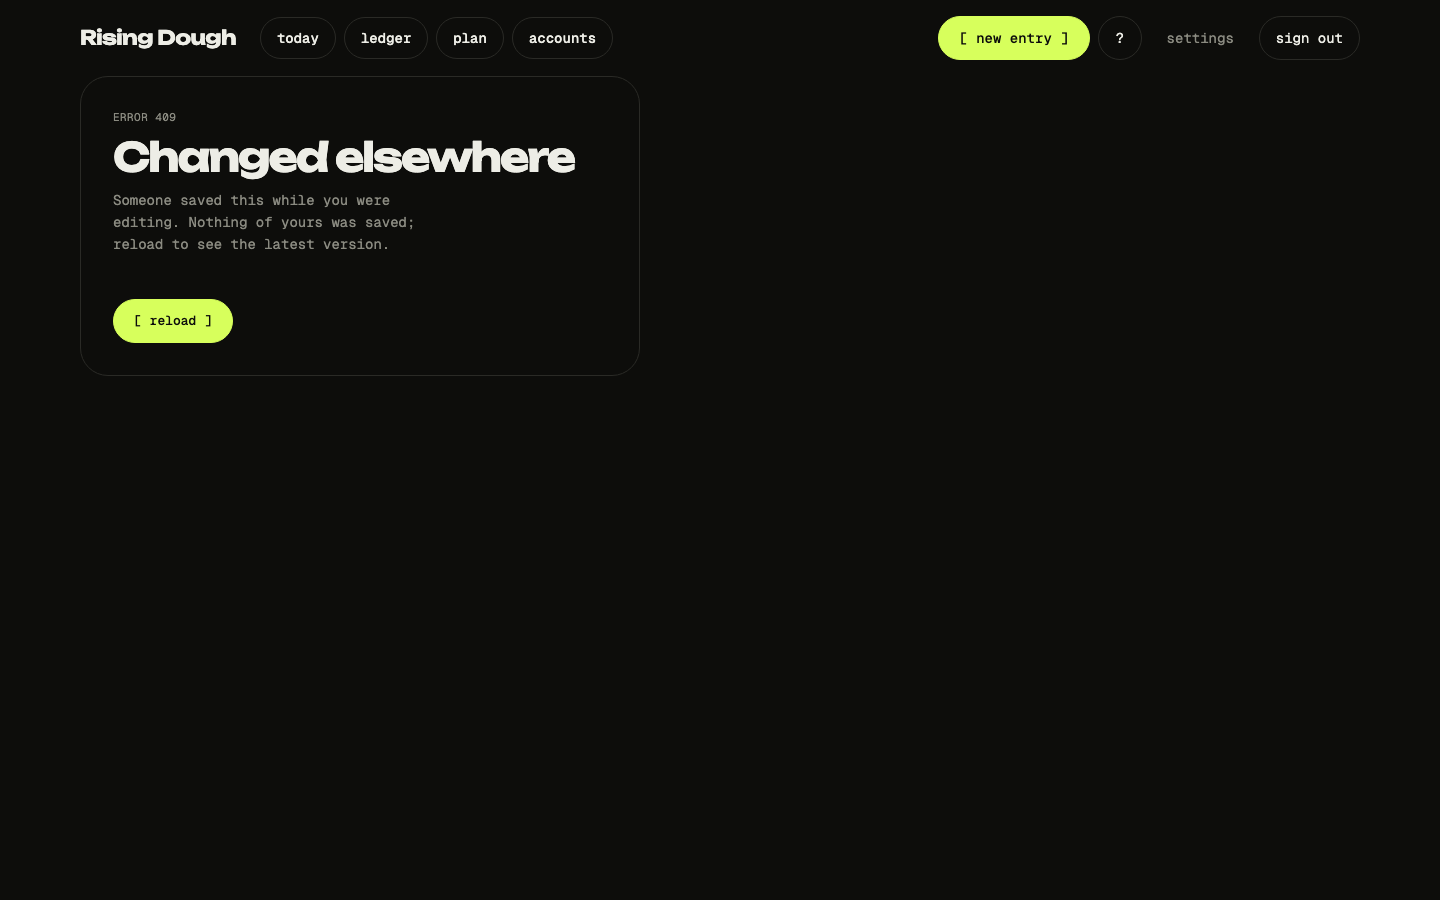 Rising Dough today ledger plan accounts [ new entry ] ? settings sign out
ERROR 409
Changed elsewhere
Someone saved this while you were
editing. Nothing of yours was saved;
reload to see the latest version.
[ reload ]